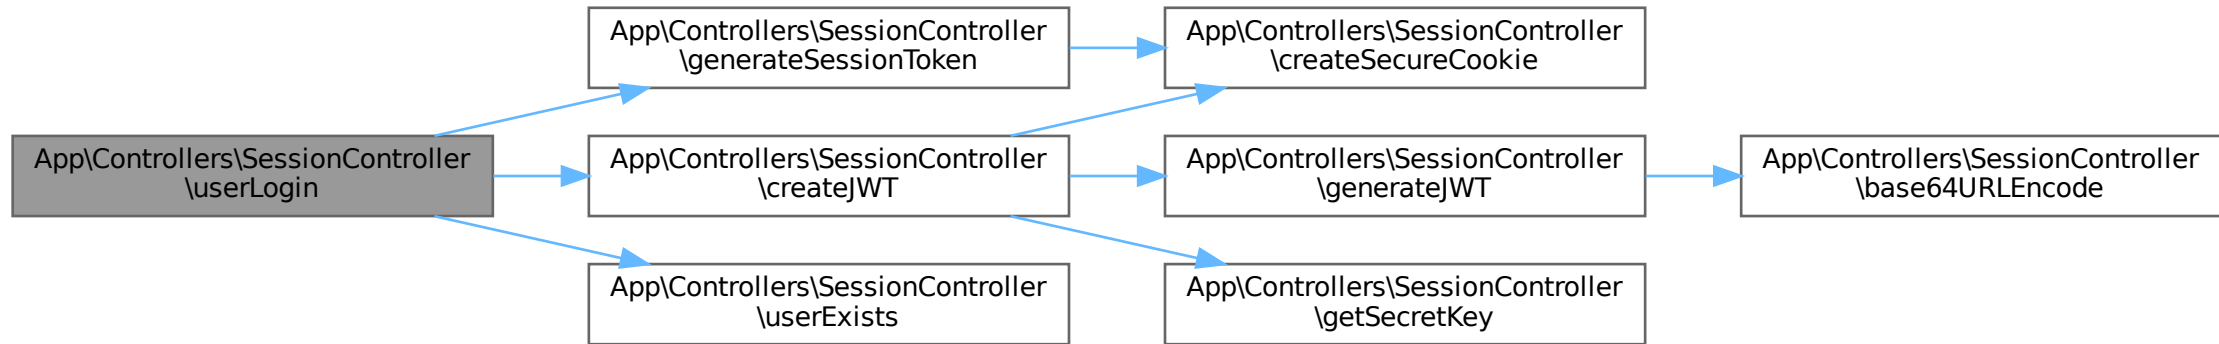 App\Controllers\SessionController
\userLogin
App\Controllers\SessionController
\generateSessionToken
App\Controllers\SessionController
\createSecureCookie
App\Controllers\SessionController
\createJWT
App\Controllers\SessionController
\generateJWT
App\Controllers\SessionController
\base64URLEncode
App\Controllers\SessionController
\userExists
App\Controllers\SessionController
\getSecretKey